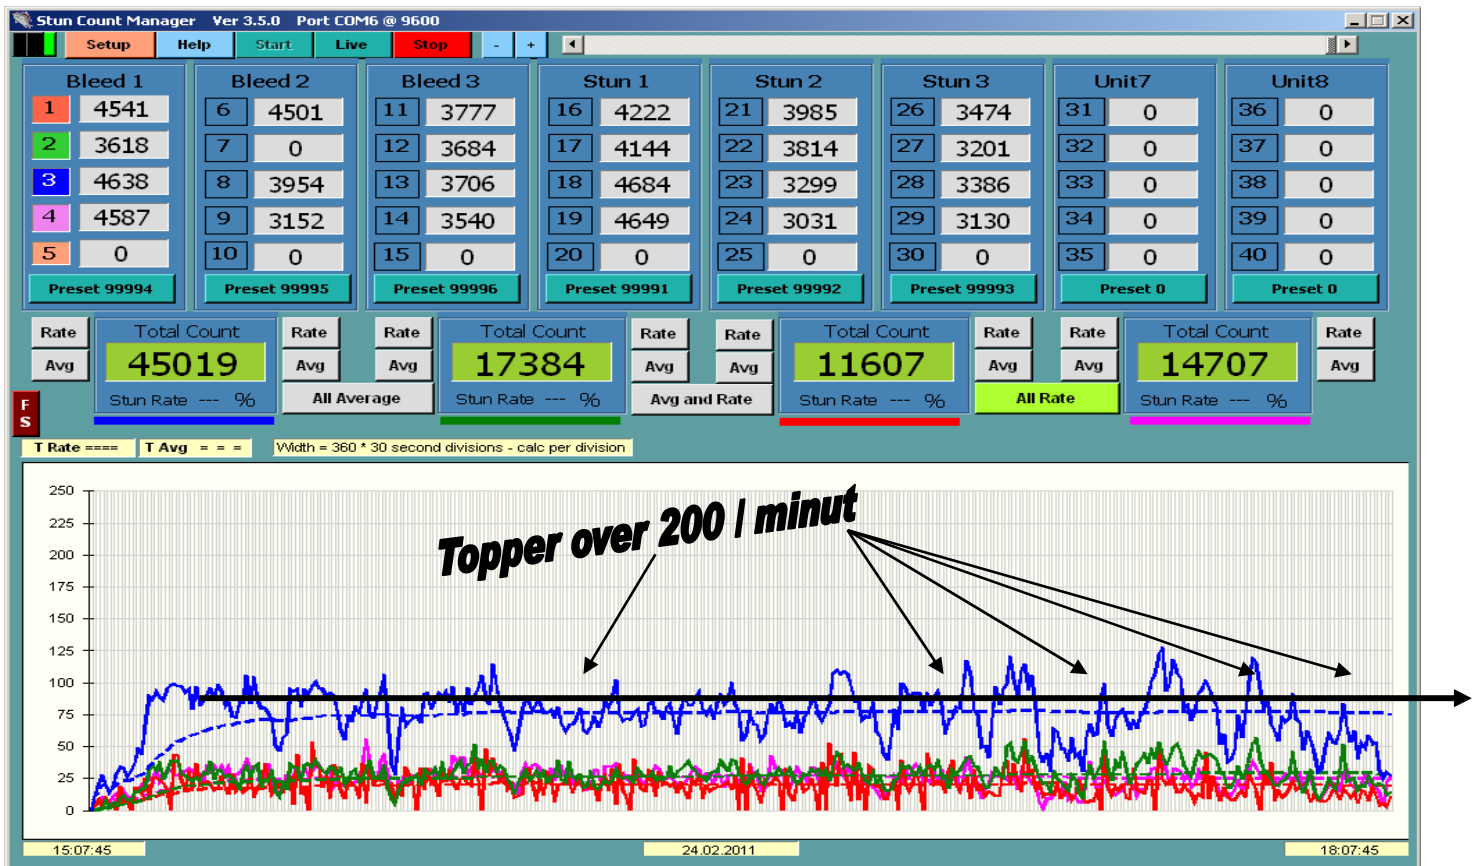 Stun Count Manager Ver 3.5.0 Port COM6 @ 9600
Setup Help Start Live Stop - +
Bleed 1 Bleed 2 Bleed 3 Stun 1 Stun 2 Stun 3 Unit7 Unit8
1 4541 6 4501 11 3777 16 4222 21 3985 26 3474 31 0 36 0
2 3618 7 0 12 3684 17 4144 22 3814 27 3201 32 0 37 0
3 4638 8 3954 13 3706 18 4684 23 3299 28 3386 33 0 38 0
4 4587 9 3152 14 3540 19 4649 24 3031 29 3130 34 0 39 0
5 0 10 0 15 0 20 0 25 0 30 0 35 0 40 0
Preset 99994 Preset 99995 Preset 99996 Preset 99991 Preset 99992 Preset 99993 Preset 0 Preset 0
Rate Total Count Rate Rate Total Count Rate Rate Total Count Rate Rate Total Count Rate
Avg 45019 Avg Avg 17384 Avg Avg 11607 Avg Avg 14707 Avg
Stun Rate --- % All Average Stun Rate --- % Avg and Rate Stun Rate --- % All Rate Stun Rate --- %
F
S
T Rate ==== T Avg = = = Width = 360 * 30 second divisions - calc per division
Topper over 200 / minut
250
225
200
175
150
125
100
75
50
25
0
15:07:45 24.02.2011 18:07:45